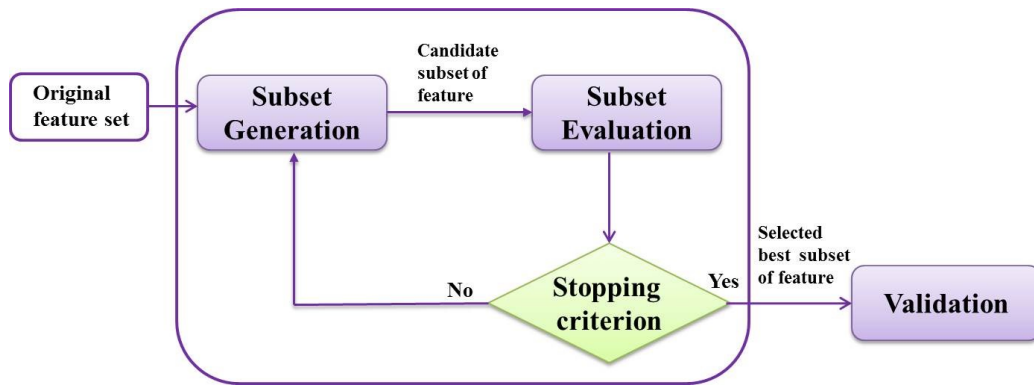 Original
feature set
Subset
Generation
Candidate
subset of
feature
Subset
Evaluation
Stopping
criterion
No
Yes
Selected
best subset
of feature
Validation